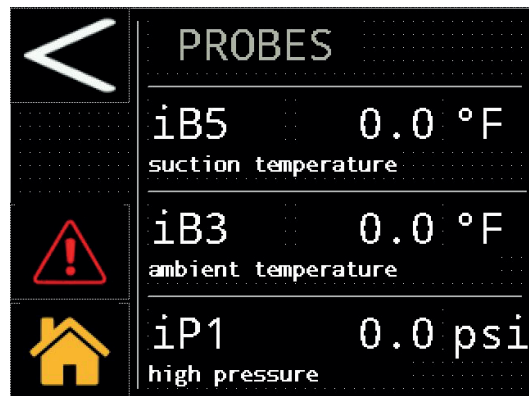 PROBES
iB5 0.0 °F
suction temperature
iB3 0.0 °F
ambient temperature
iP1 0.0 psi
high pressure